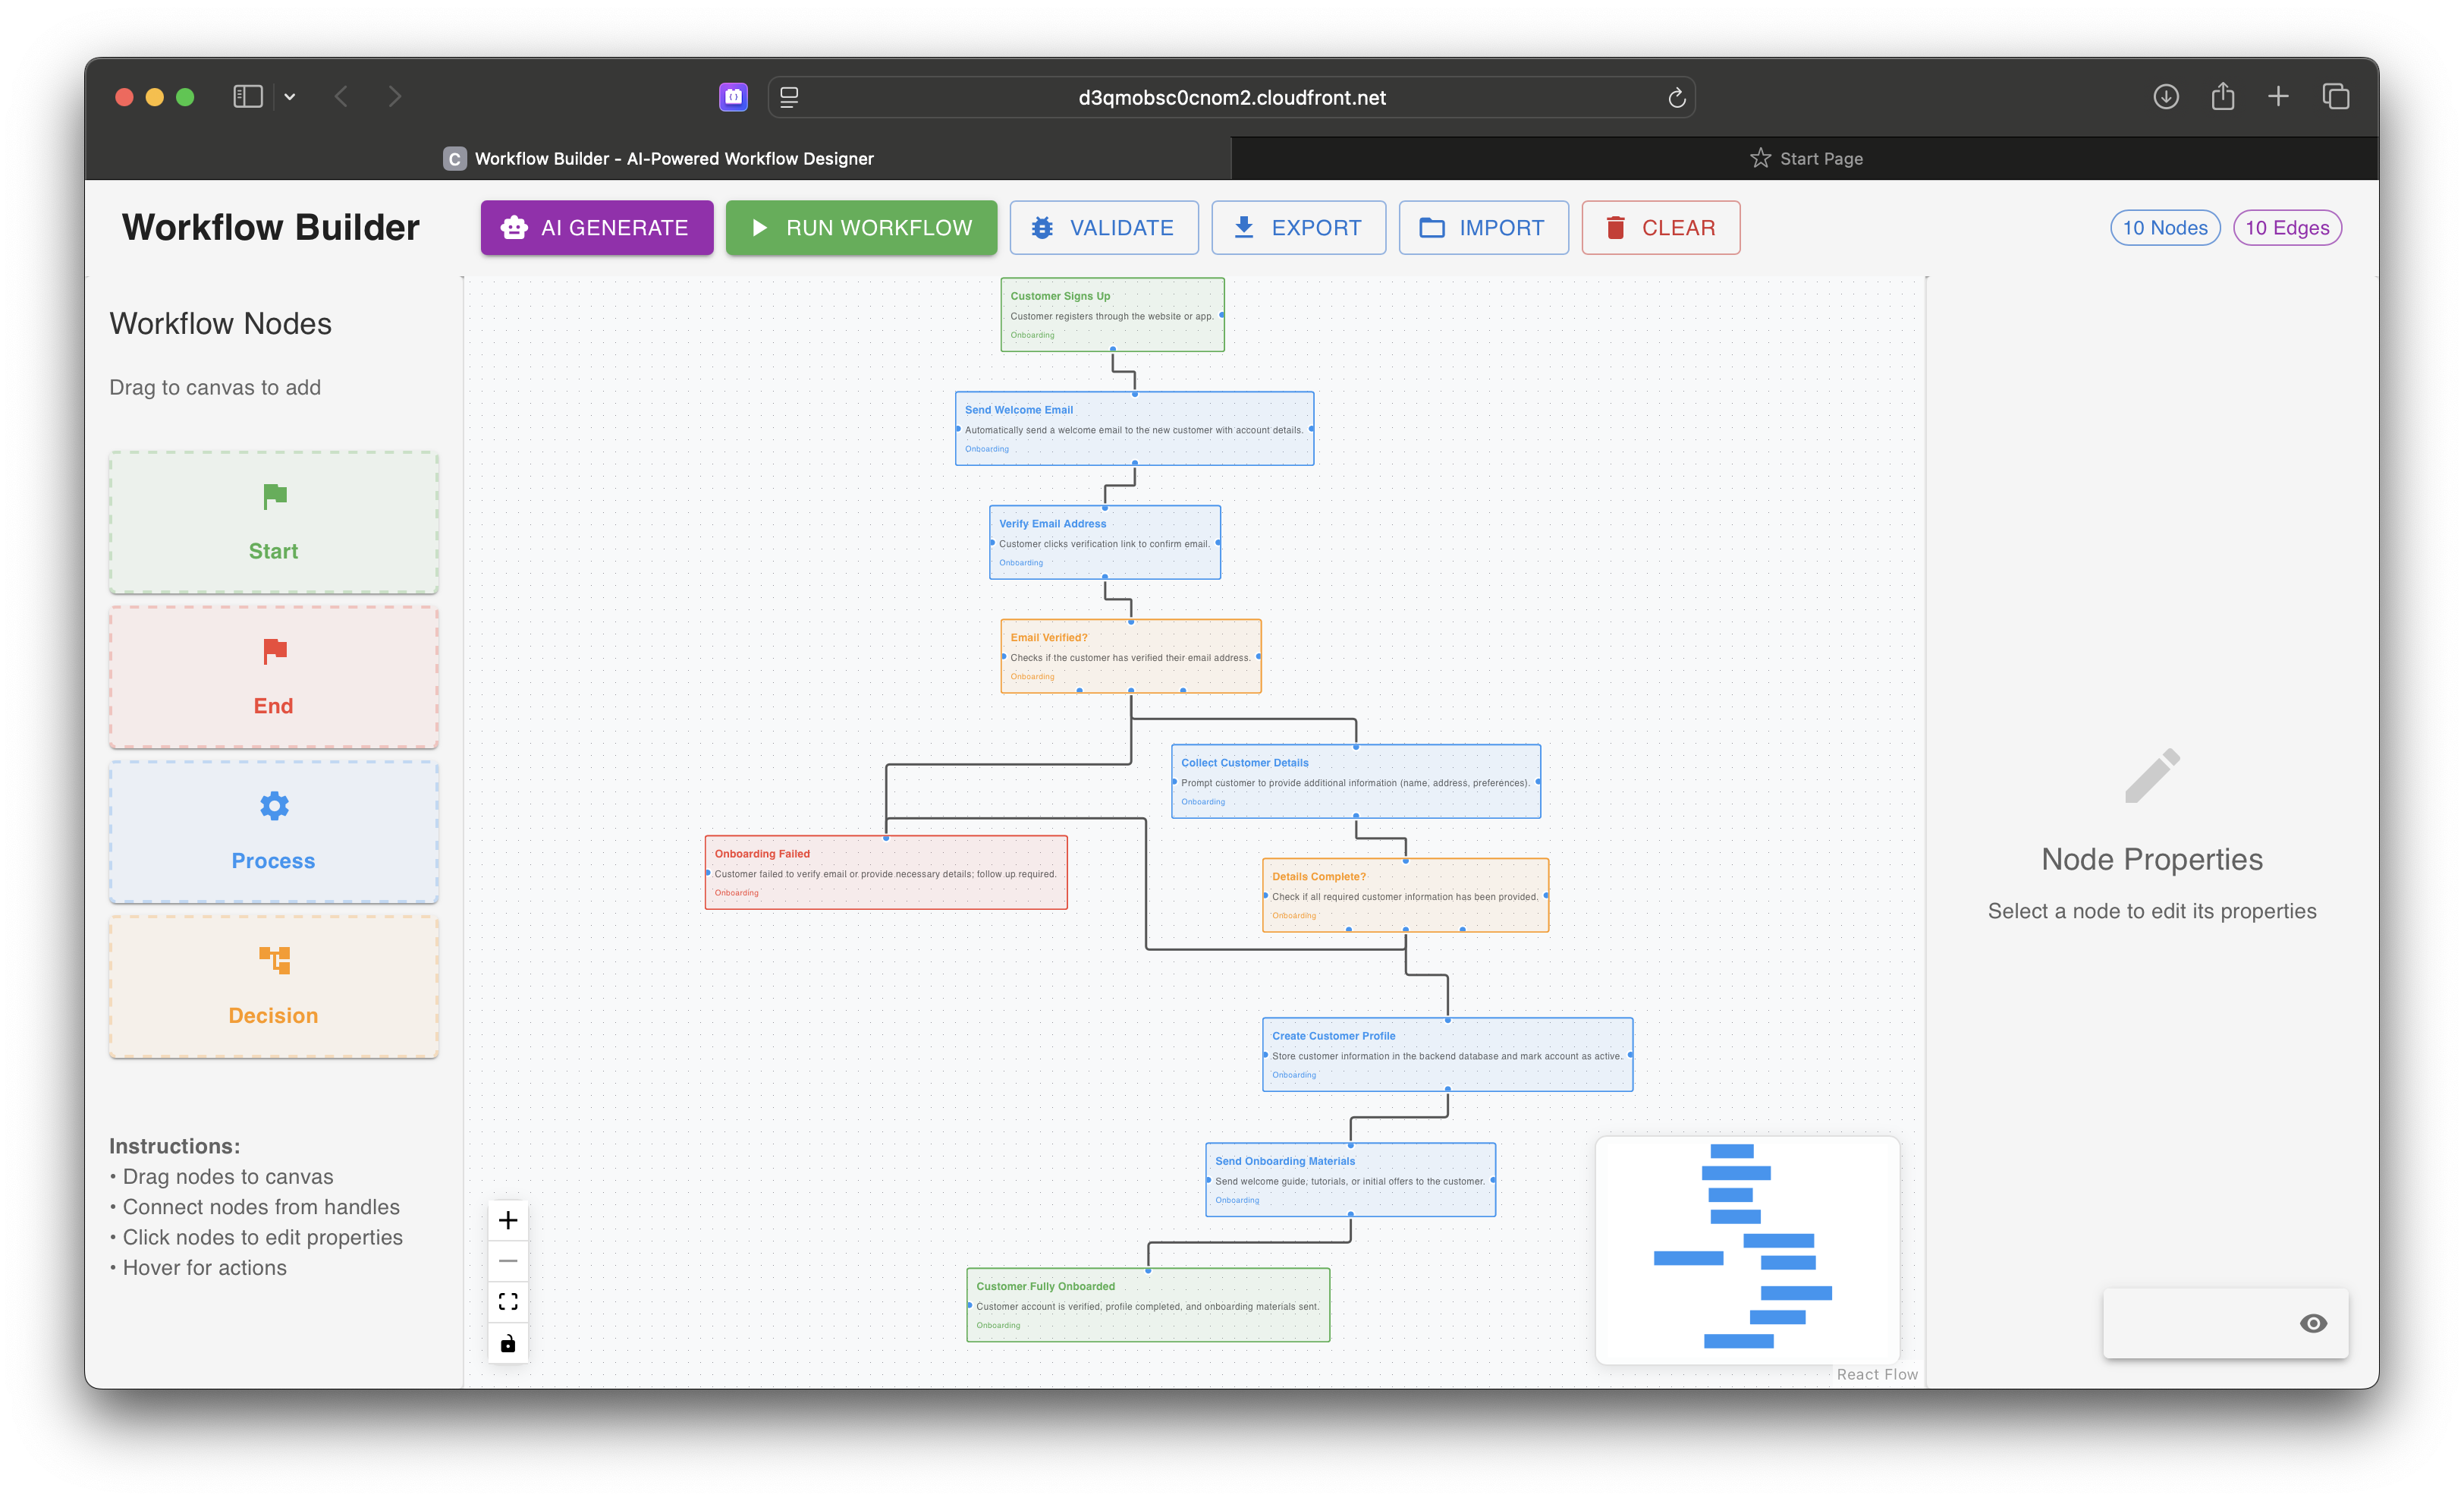 d3qmobsc0cnom2.cloudfront.net
C Workflow Builder - AI-Powered Workflow Designer
Start Page
Workflow Builder
AI GENERATE
RUN WORKFLOW
VALIDATE
EXPORT
IMPORT
CLEAR
10 Nodes
10 Edges
Workflow Nodes
Drag to canvas to add
Start
End
Process
Decision
Instructions:
• Drag nodes to canvas
• Connect nodes from handles
• Click nodes to edit properties
• Hover for actions
Customer Signs Up
Customer registers through the website or app.
Onboarding
Send Welcome Email
Automatically send a welcome email to the new customer with account details.
Onboarding
Verify Email Address
Customer clicks verification link to confirm email.
Onboarding
Email Verified?
Checks if the customer has verified their email address.
Onboarding
Collect Customer Details
Prompt customer to provide additional information (name, address, preferences).
Onboarding
Onboarding Failed
Customer failed to verify email or provide necessary details; follow up required.
Onboarding
Details Complete?
Check if all required customer information has been provided.
Onboarding
Create Customer Profile
Store customer information in the backend database and mark account as active.
Onboarding
Send Onboarding Materials
Send welcome guide, tutorials, or initial offers to the customer.
Onboarding
Customer Fully Onboarded
Customer account is verified, profile completed, and onboarding materials sent.
Onboarding
React Flow
Node Properties
Select a node to edit its properties